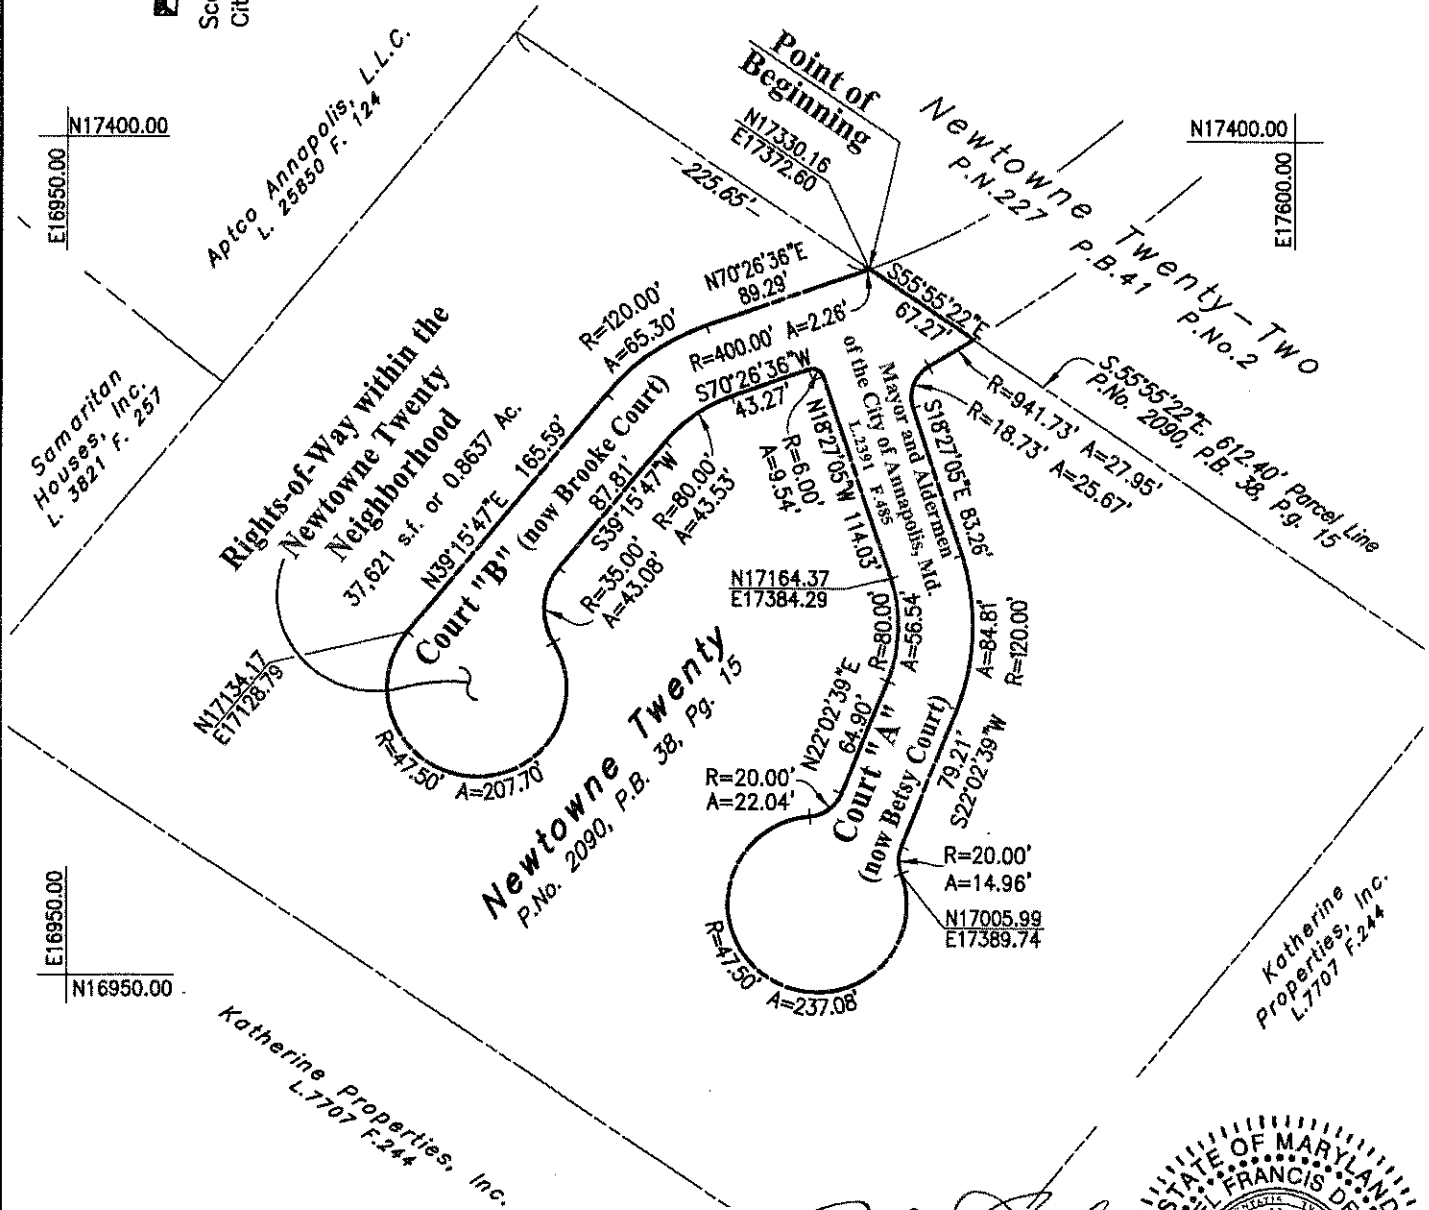 Sc
Cit
N17400.00
E16950.00
Aptco Annapolis, L.L.C.
L. 25850 F. 124
Samaritan
Houses, Inc.
L. 3821 F. 257
Point of
Beginning
N17330.16
E17372.60
-225.65'-
Newtowne Twenty-Two
P.N.227 P.B.41 P.No.2
N17400.00
E17600.00
S55°55'22"E
67.27'
S.55°55'22"E. 612.40' Parcel Line
P.No. 2090, P.B. 38, P.g. 15
R=941.73' A=27.95'
R=18.73' A=25.67'
N70°26'36"E
89.29'
R=120.00'
A=65.30'
R=400.00' A=2.26'
S70°26'36"W
43.27'
Mayor and Aldermen
of the City of Annapolis, Md.
L.2391 F.485
S18°27'05"E 83.26'
N18°27'05"W 114.03'
R=6.00'
A=9.54'
Rights-of-Way within the
Newtowne Twenty
Neighborhood
37,621 s.f. or 0.8637 Ac.
N39°15'47"E 165.59'
Court "B" (now Brooke Court)
87.81'
S39°15'47"W
R=80.00'
A=43.53'
R=35.00'
A=43.08'
N17134.17
E17128.79
R=47.50' A=207.70'
N17164.37
E17384.29
R=80.00'
A=56.54'
A=84.81'
R=120.00'
Newtowne Twenty
P.No. 2090, P.B. 38, Pg. 15
N22°02'39"E
64.90'
Court "A"
(now Betsy Court)
79.21'
S22°02'39"W
R=20.00'
A=22.04'
R=20.00'
A=14.96'
N17005.99
E17389.74
R=47.50' A=237.08'
E16950.00
N16950.00
Katherine Properties, Inc.
L.7707 F.244
Katherine
Properties, Inc.
L.7707 F.244
STATE OF MARYLAND
FRANCIS DE